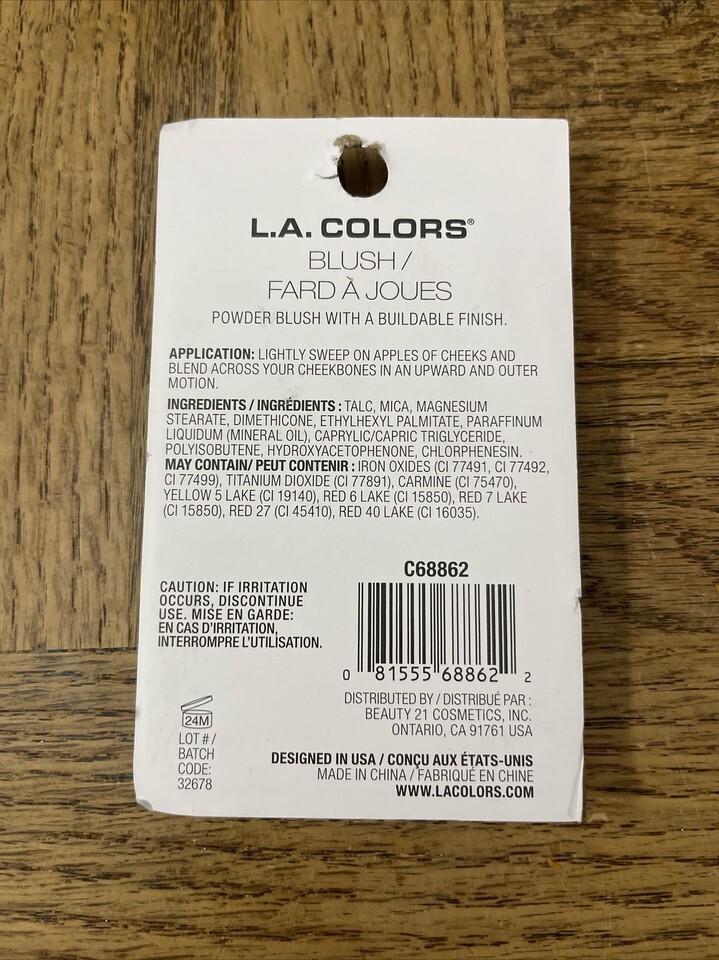 L.A. COLORS®
BLUSH /
FARD À JOUES
POWDER BLUSH WITH A BUILDABLE FINISH.
APPLICATION: LIGHTLY SWEEP ON APPLES OF CHEEKS AND
BLEND ACROSS YOUR CHEEKBONES IN AN UPWARD AND OUTER
MOTION.
INGREDIENTS / INGRÉDIENTS : TALC, MICA, MAGNESIUM
STEARATE, DIMETHICONE, ETHYLHEXYL PALMITATE, PARAFFINUM
LIQUIDUM (MINERAL OIL), CAPRYLIC/CAPRIC TRIGLYCERIDE,
POLYISOBUTENE, HYDROXYACETOPHENONE, CHLORPHENESIN.
MAY CONTAIN/ PEUT CONTENIR : IRON OXIDES (CI 77491, CI 77492,
CI 77499), TITANIUM DIOXIDE (CI 77891), CARMINE (CI 75470),
YELLOW 5 LAKE (CI 19140), RED 6 LAKE (CI 15850), RED 7 LAKE
(CI 15850), RED 27 (CI 45410), RED 40 LAKE (CI 16035).
C68862
CAUTION: IF IRRITATION
OCCURS, DISCONTINUE
USE. MISE EN GARDE:
EN CAS D'IRRITATION,
INTERROMPRE L'UTILISATION.
0 81555 68862 2
DISTRIBUTED BY / DISTRIBUÉ PAR :
BEAUTY 21 COSMETICS, INC.
ONTARIO, CA 91761 USA
24M
LOT # /
BATCH
CODE:
32678
DESIGNED IN USA / CONÇU AUX ÉTATS-UNIS
MADE IN CHINA / FABRIQUÉ EN CHINE
WWW.LACOLORS.COM